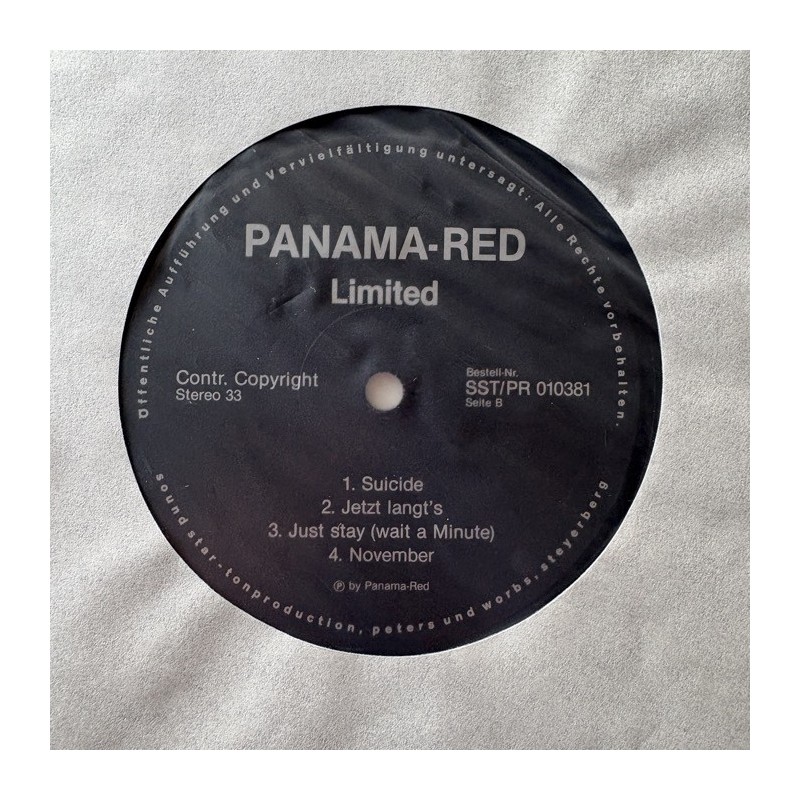 Öffentliche Aufführung und Vervielfältigung untersagt: Alle Rechte vorbehalten.
PANAMA-RED
Limited
Contr. Copyright
Stereo 33
Bestell-Nr.
SST/PR 010381
Seite B
1. Suicide
2. Jetzt langt's
3. Just stay (wait a Minute)
4. November
℗ by Panama-Red
sound star-tonproduction, peters und worbs, steyerberg